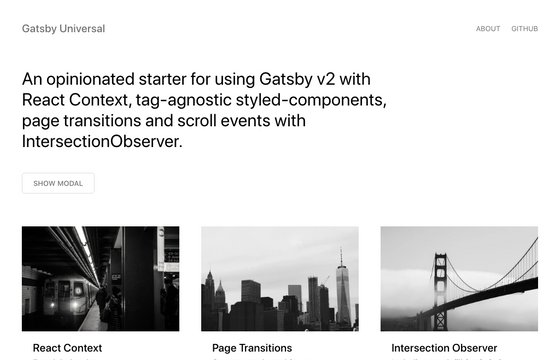 Gatsby Universal
ABOUT GITHUB
An opinionated starter for using Gatsby v2 with
React Context, tag-agnostic styled-components,
page transitions and scroll events with
IntersectionObserver.
SHOW MODAL
React Context
Page Transitions
Intersection Observer